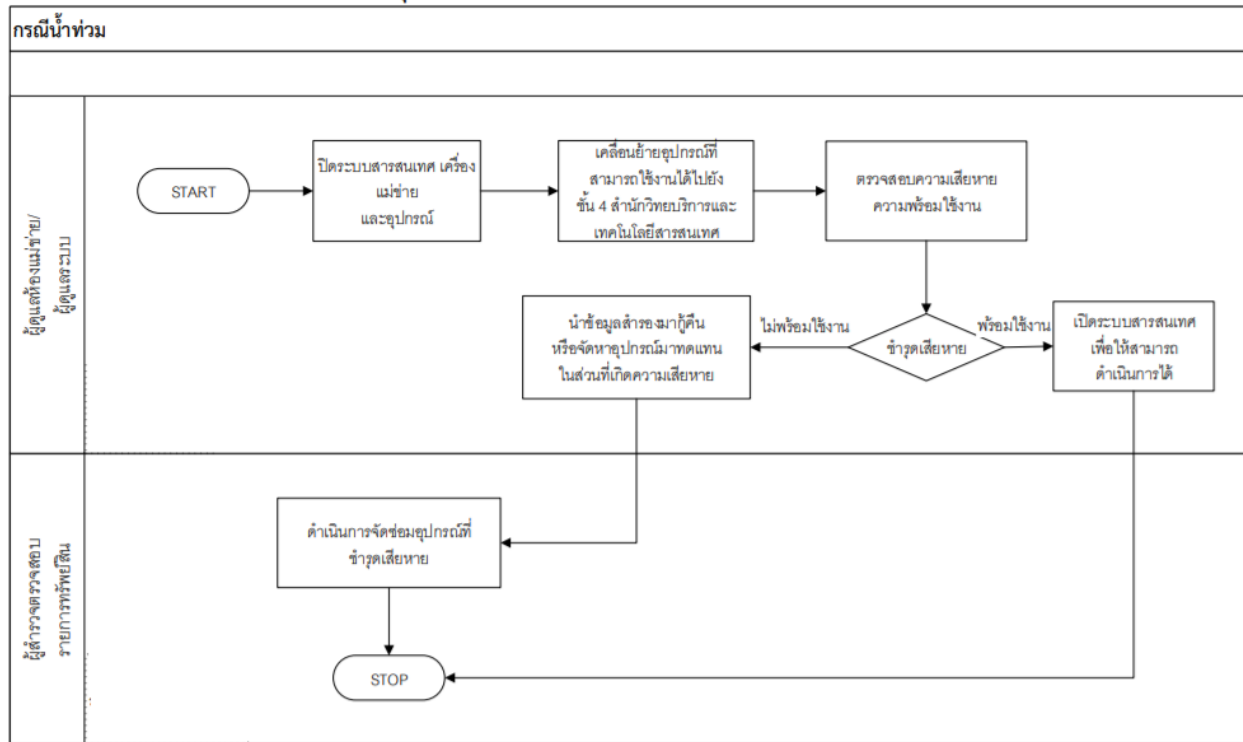 กรณีน้ำท่วม
ผู้ดูแลห้องแม่ข่าย/
ผู้ดูแลระบบ
START
ปิดระบบสารสนเทศ เครื่อง
แม่ข่าย
และอุปกรณ์
เคลื่อนย้ายอุปกรณ์ที่
สามารถใช้งานได้ไปยัง
ชั้น 4 สำนักวิทยบริการและ
เทคโนโลยีสารสนเทศ
ตรวจสอบความเสียหาย
ความพร้อมใช้งาน
นำข้อมูลสำรองมากู้คืน
หรือจัดหาอุปกรณ์มาทดแทน
ในส่วนที่เกิดความเสียหาย
ไม่พร้อมใช้งาน
ชำรุดเสียหาย
พร้อมใช้งาน
เปิดระบบสารสนเทศ
เพื่อให้สามารถ
ดำเนินการได้
ผู้สำรวจตรวจสอบ
รายการทรัพย์สิน
ดำเนินการจัดซ่อมอุปกรณ์ที่
ชำรุดเสียหาย
STOP